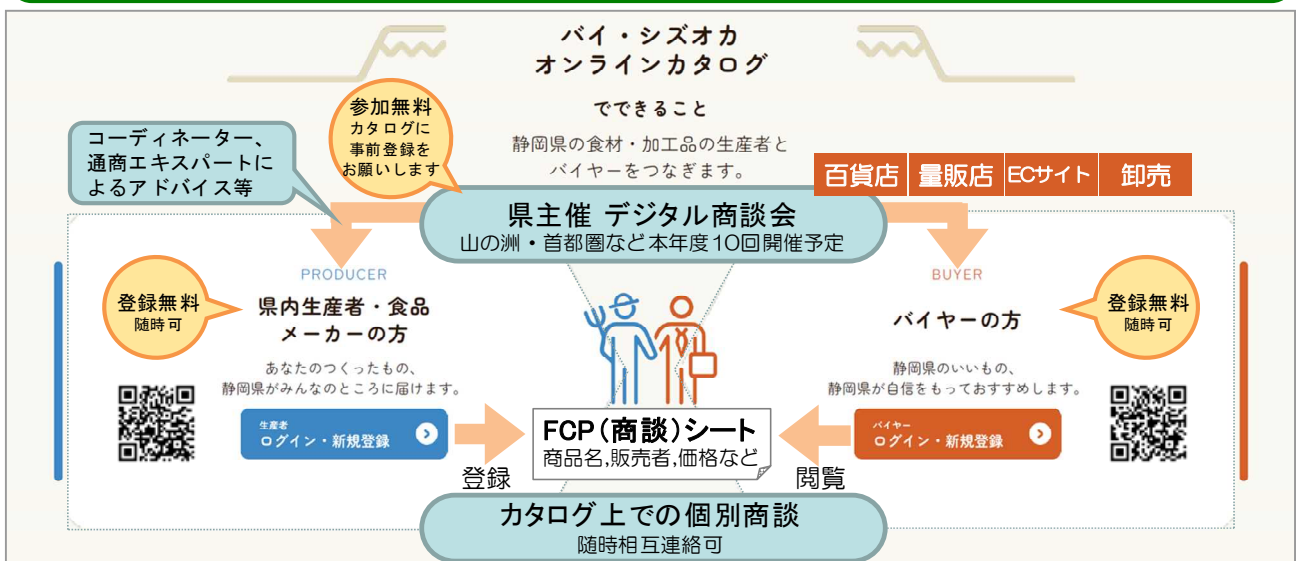 バイ・シズオカ
オンラインカタログ
でできること
静岡県の食材・加工品の生産者と
バイヤーをつなぎます。
参加無料
カタログに
事前登録を
お願いします
コーディネーター、
通商エキスパートに
よるアドバイス等
百貨店
量販店
ECサイト
卸売
県主催 デジタル商談会
山の洲・首都圏など本年度10回開催予定
PRODUCER
県内生産者・食品
メーカーの方
登録無料
随時可
あなたのつくったもの、
静岡県がみんなのところに届けます。
生産者
ログイン・新規登録
登録
BUYER
バイヤーの方
登録無料
随時可
静岡県のいいもの、
静岡県が自信をもっておすすめします。
バイヤー
ログイン・新規登録
閲覧
FCP(商談)シート
商品名,販売者,価格など
カタログ上での個別商談
随時相互連絡可